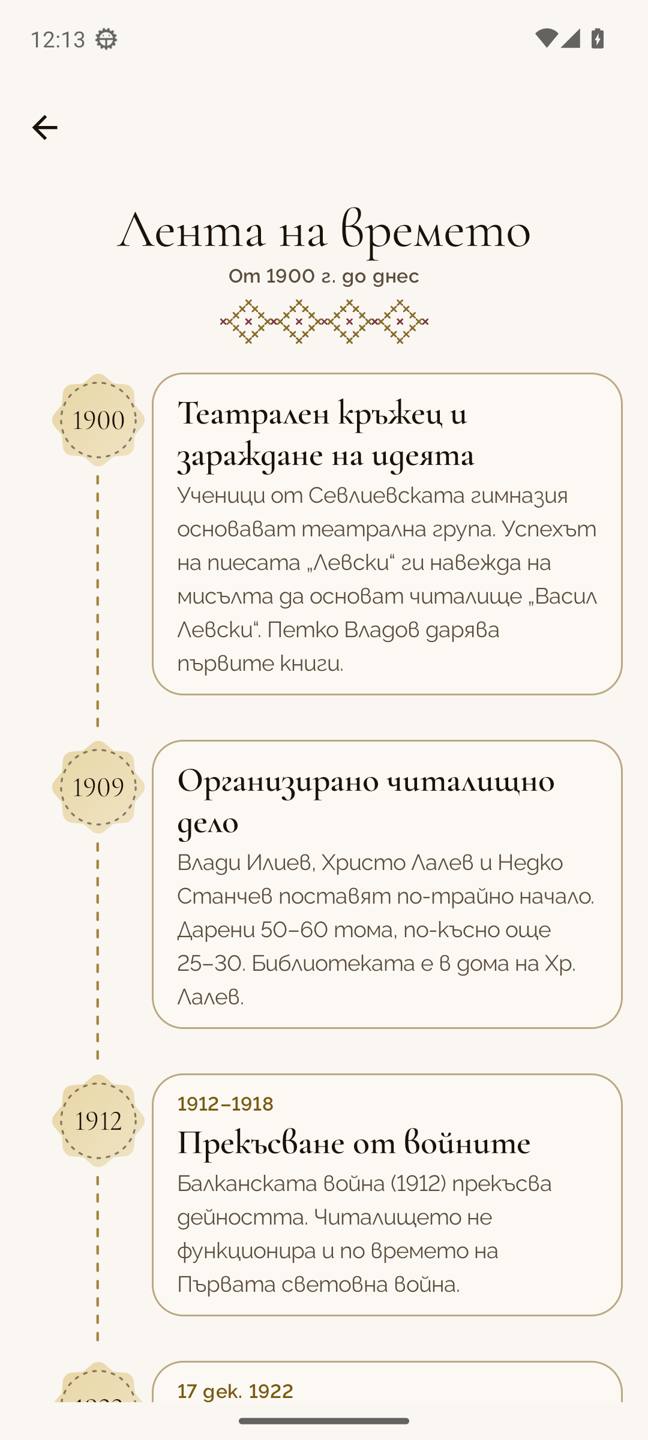 12:13
Лента на времето
От 1900 г. до днес
1900
Театрален кръжец и
зараждане на идеята
Ученици от Севлиевската гимназия
основават театрална група. Успехът
на пиесата „Левски“ ги навежда на
мисълта да основат читалище „Васил
Левски“. Петко Владов дарява
първите книги.
1909
Организирано читалищно
дело
Влади Илиев, Христо Лалев и Недко
Станчев поставят по-трайно начало.
Дарени 50–60 тома, по-късно още
25–30. Библиотеката е в дома на Хр.
Лалев.
1912
1912–1918
Прекъсване от войните
Балканската война (1912) прекъсва
дейността. Читалището не
функционира и по времето на
Първата световна война.
17 дек. 1922